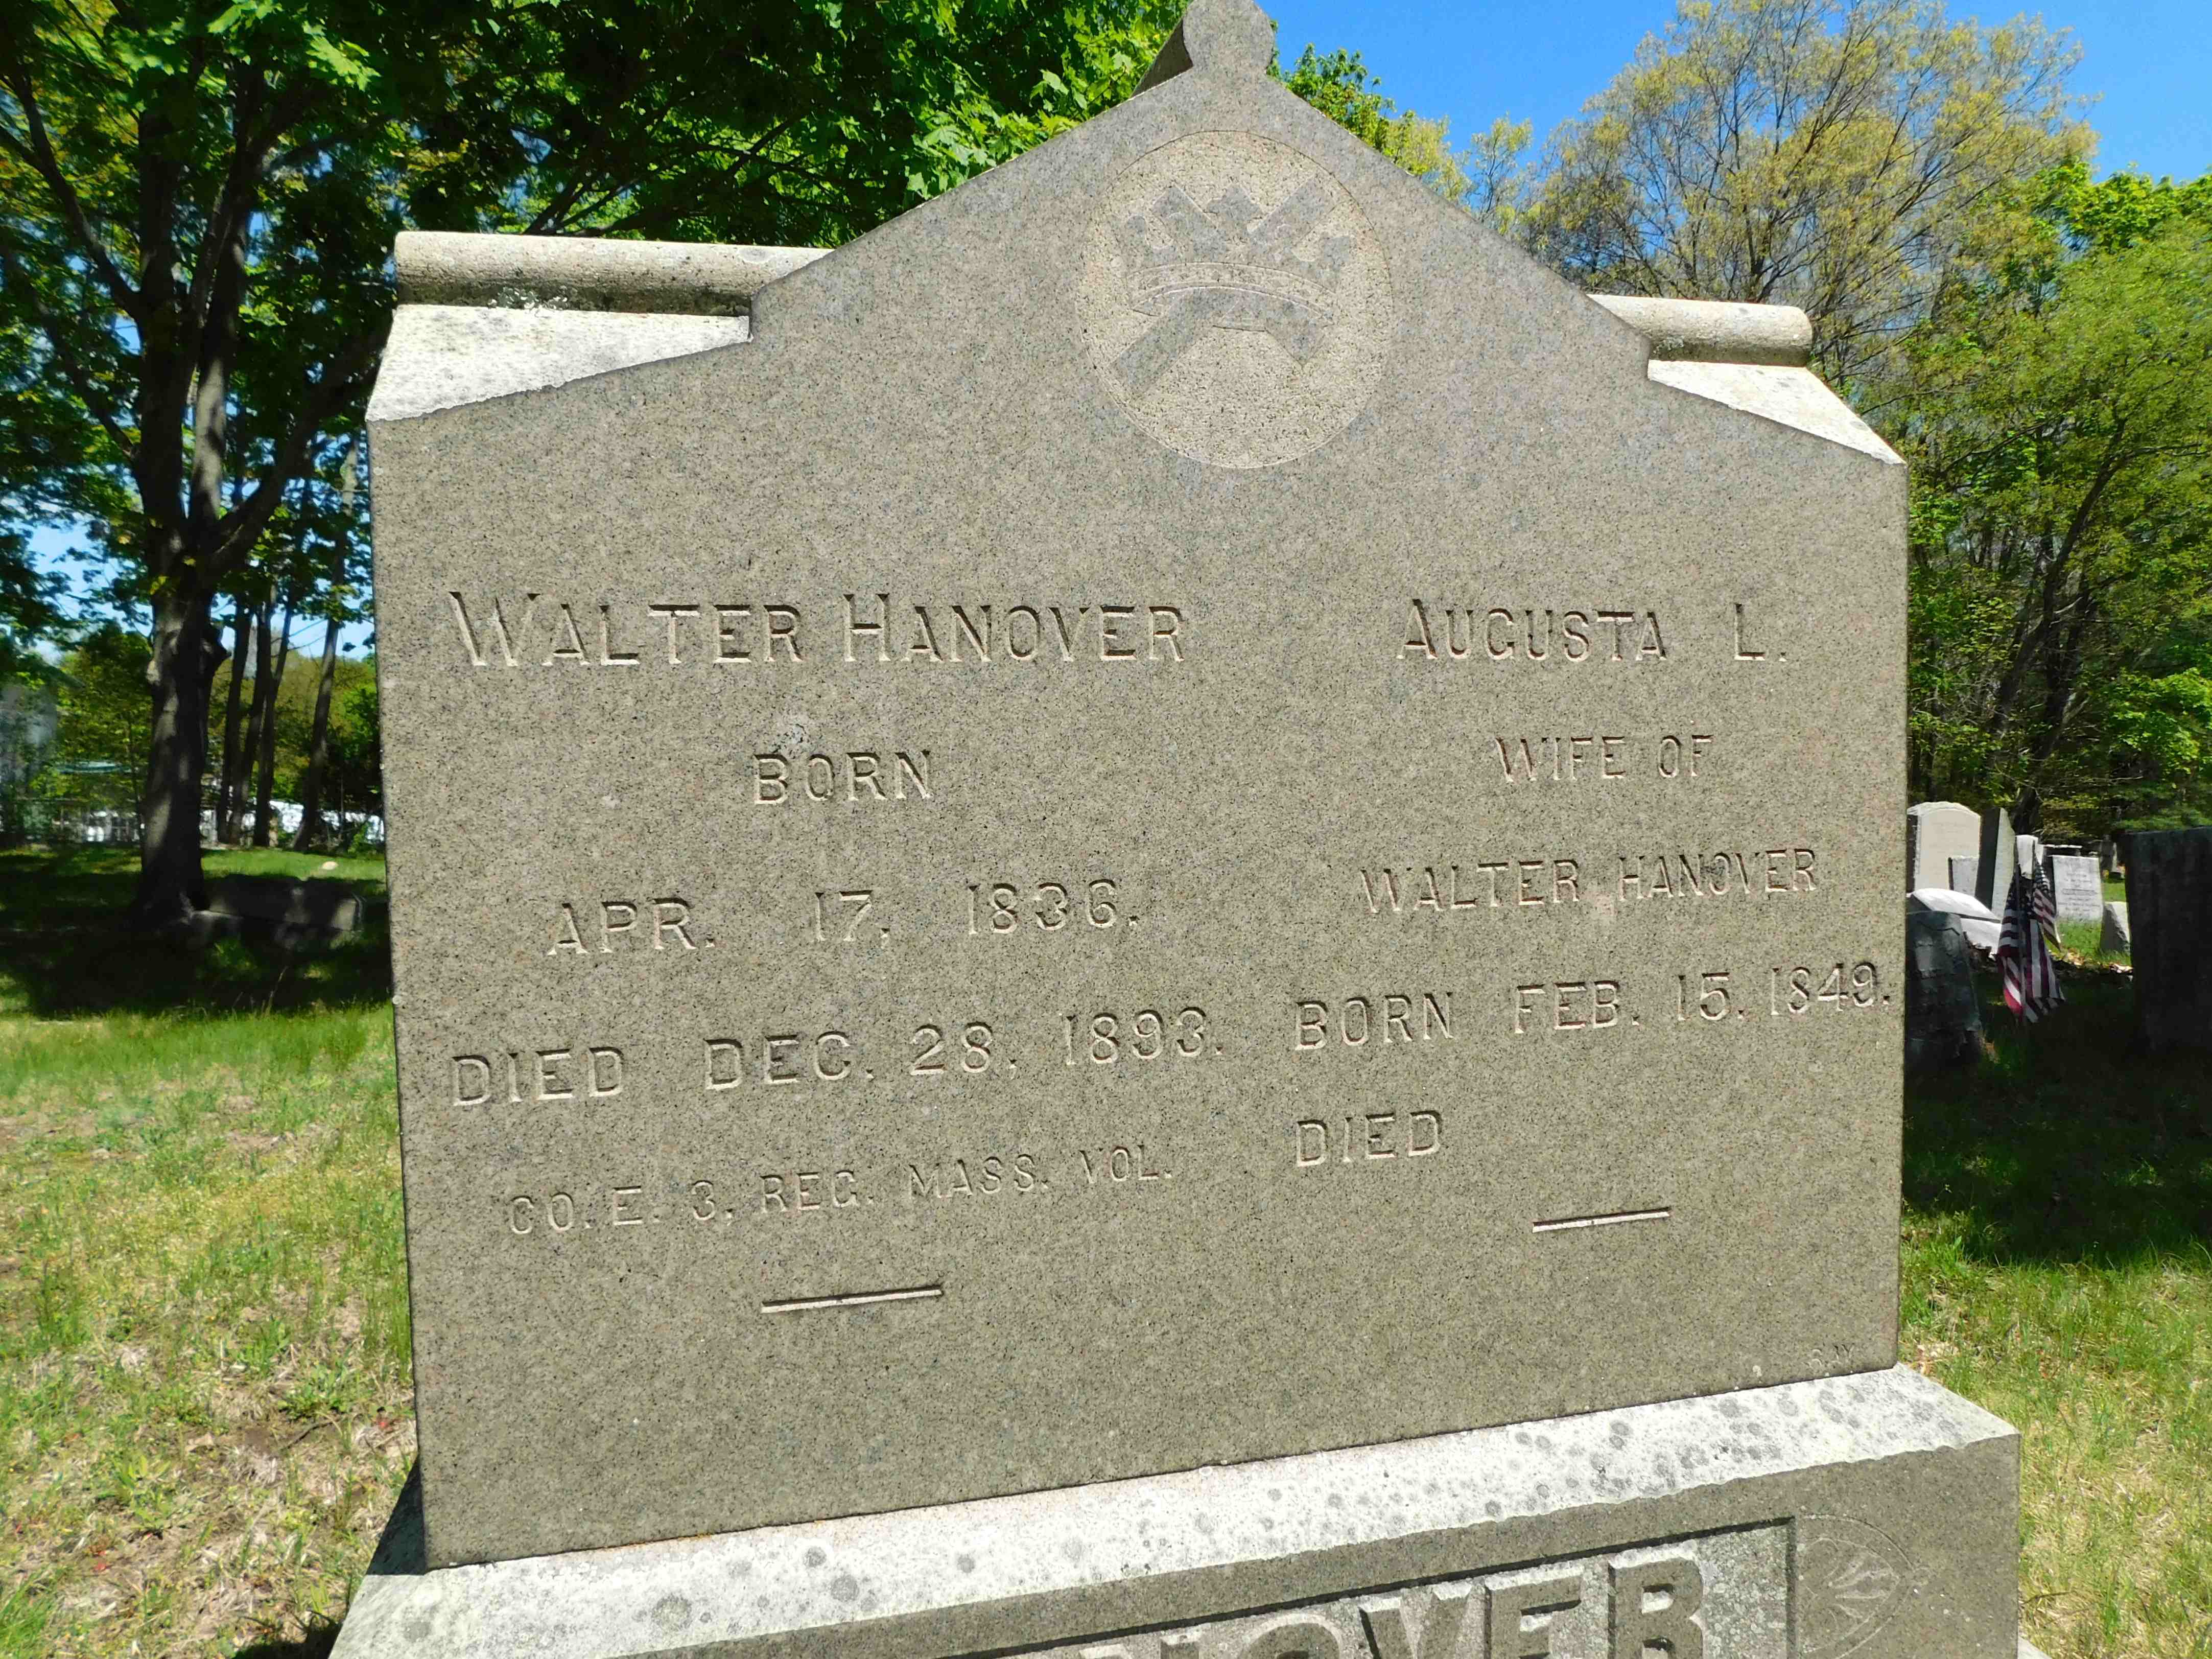 WALTER HANOVER
BORN
APR. 17, 1836.
DIED DEC. 28, 1893.
CO. E. 3, REG. MASS. VOL.
AUGUSTA L.
WIFE OF
WALTER HANOVER
BORN FEB. 15, 1849.
DIED